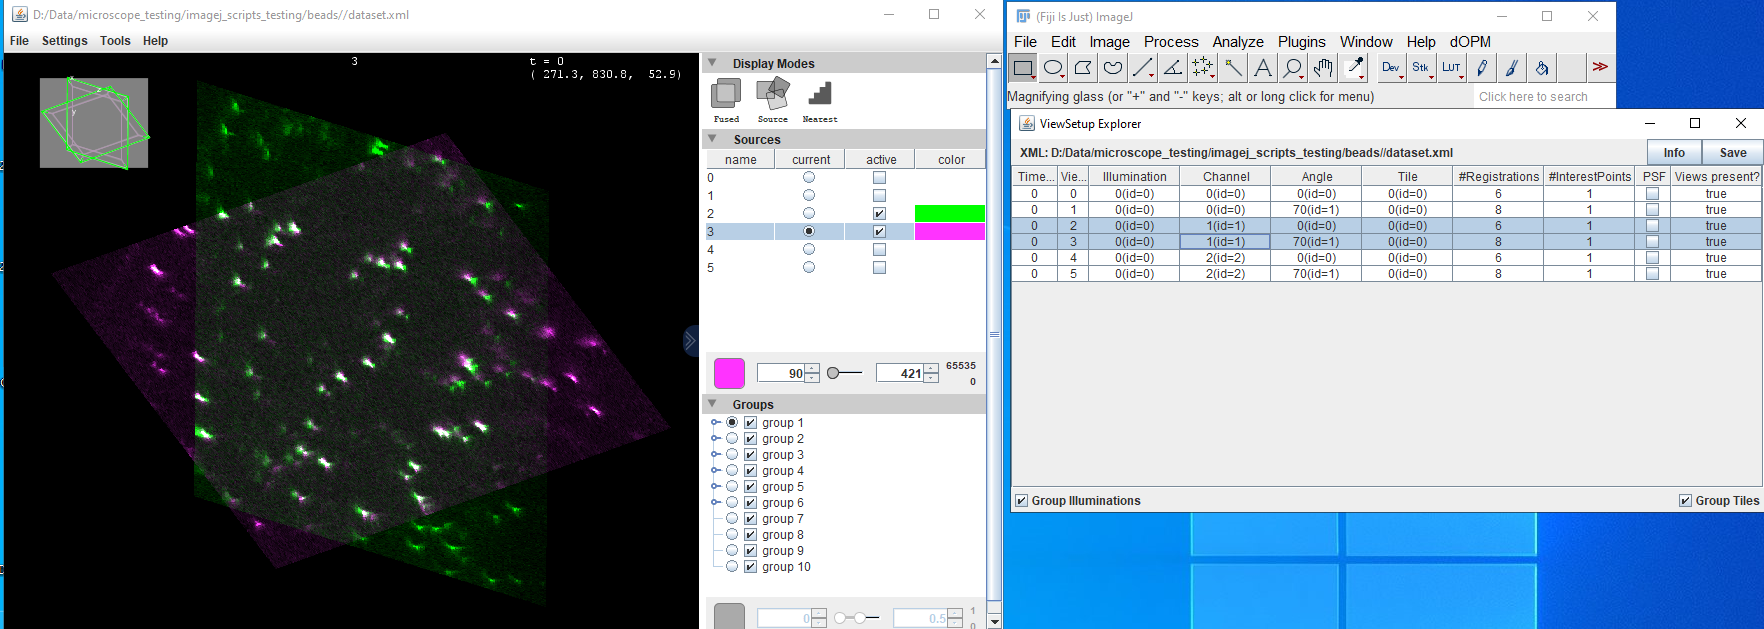 D:/Data/microscope_testing/imagej_scripts_testing/beads//dataset.xml
File Settings Tools Help
3
t = 0
( 271.3, 830.8, 52.9)
y
Display Modes
Fused Source Nearest
Sources
name current active color
0
1
2
3
4
5
90 421 65535
0
Groups
group 1
group 2
group 3
group 4
group 5
group 6
group 7
group 8
group 9
group 10
0 0.5 1
0
(Fiji Is Just) ImageJ
File Edit Image Process Analyze Plugins Window Help dOPM
A Dev Stk LUT >>
Magnifying glass (or "+" and "-" keys; alt or long click for menu) Click here to search
ViewSetup Explorer
XML: D:/Data/microscope_testing/imagej_scripts_testing/beads//dataset.xml Info Save
Time... Vie... Illumination Channel Angle Tile #Registrations #InterestPoints PSF Views present?
0 0 0(id=0) 0(id=0) 0(id=0) 0(id=0) 6 1 true
0 1 0(id=0) 0(id=0) 70(id=1) 0(id=0) 8 1 true
0 2 0(id=0) 1(id=1) 0(id=0) 0(id=0) 6 1 true
0 3 0(id=0) 1(id=1) 70(id=1) 0(id=0) 8 1 true
0 4 0(id=0) 2(id=2) 0(id=0) 0(id=0) 6 1 true
0 5 0(id=0) 2(id=2) 70(id=1) 0(id=0) 8 1 true
Group Illuminations Group Tiles